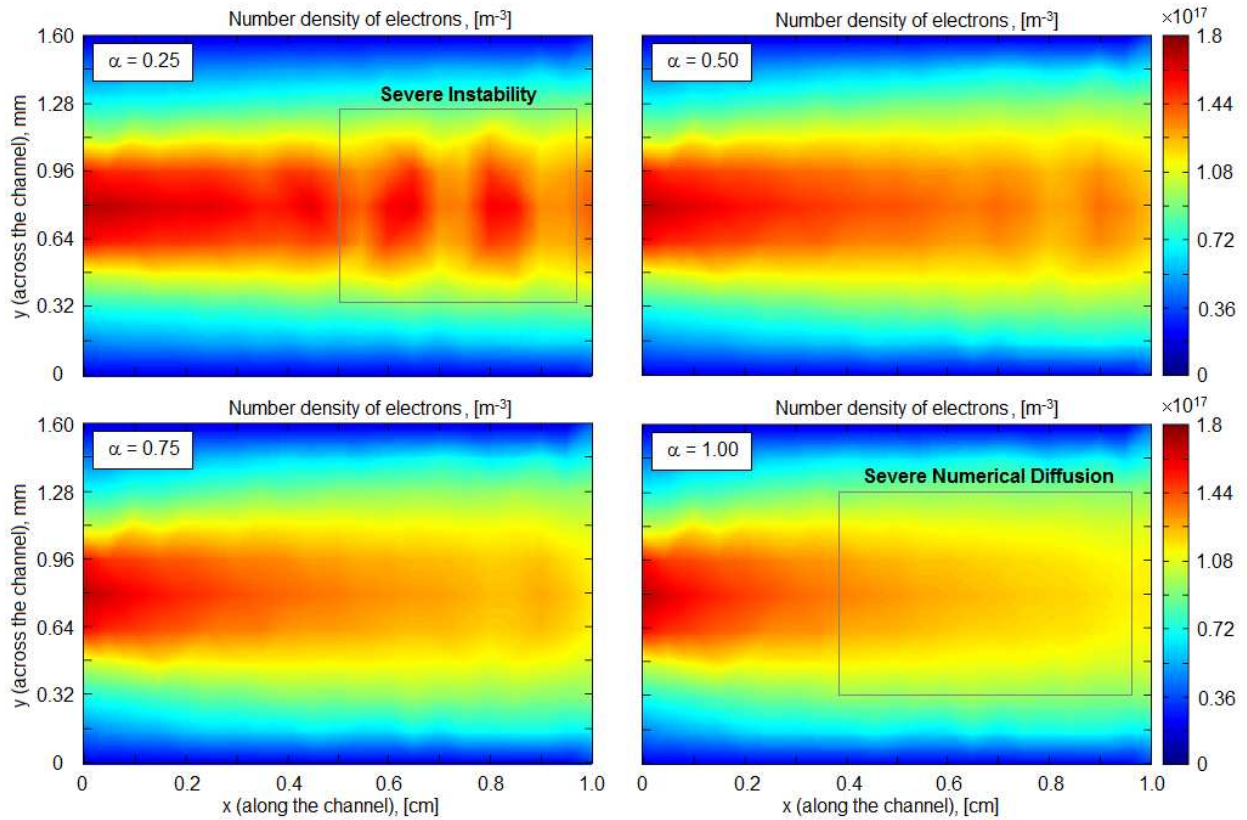 Number density of electrons, [m-3]
Number density of electrons, [m-3]
×10¹⁷
1.60
α = 0.25
α = 0.50
1.8
Severe Instability
1.28
1.44
0.96
1.08
0.64
0.72
0.32
0.36
0
0
y (across the channel), mm
Number density of electrons, [m-3]
Number density of electrons, [m-3]
×10¹⁷
1.60
α = 0.75
α = 1.00
1.8
Severe Numerical Diffusion
1.28
1.44
0.96
1.08
0.64
0.72
0.32
0.36
0
0
y (across the channel), mm
0 0.2 0.4 0.6 0.8 1.0
0 0.2 0.4 0.6 0.8 1.0
x (along the channel), [cm]
x (along the channel), [cm]